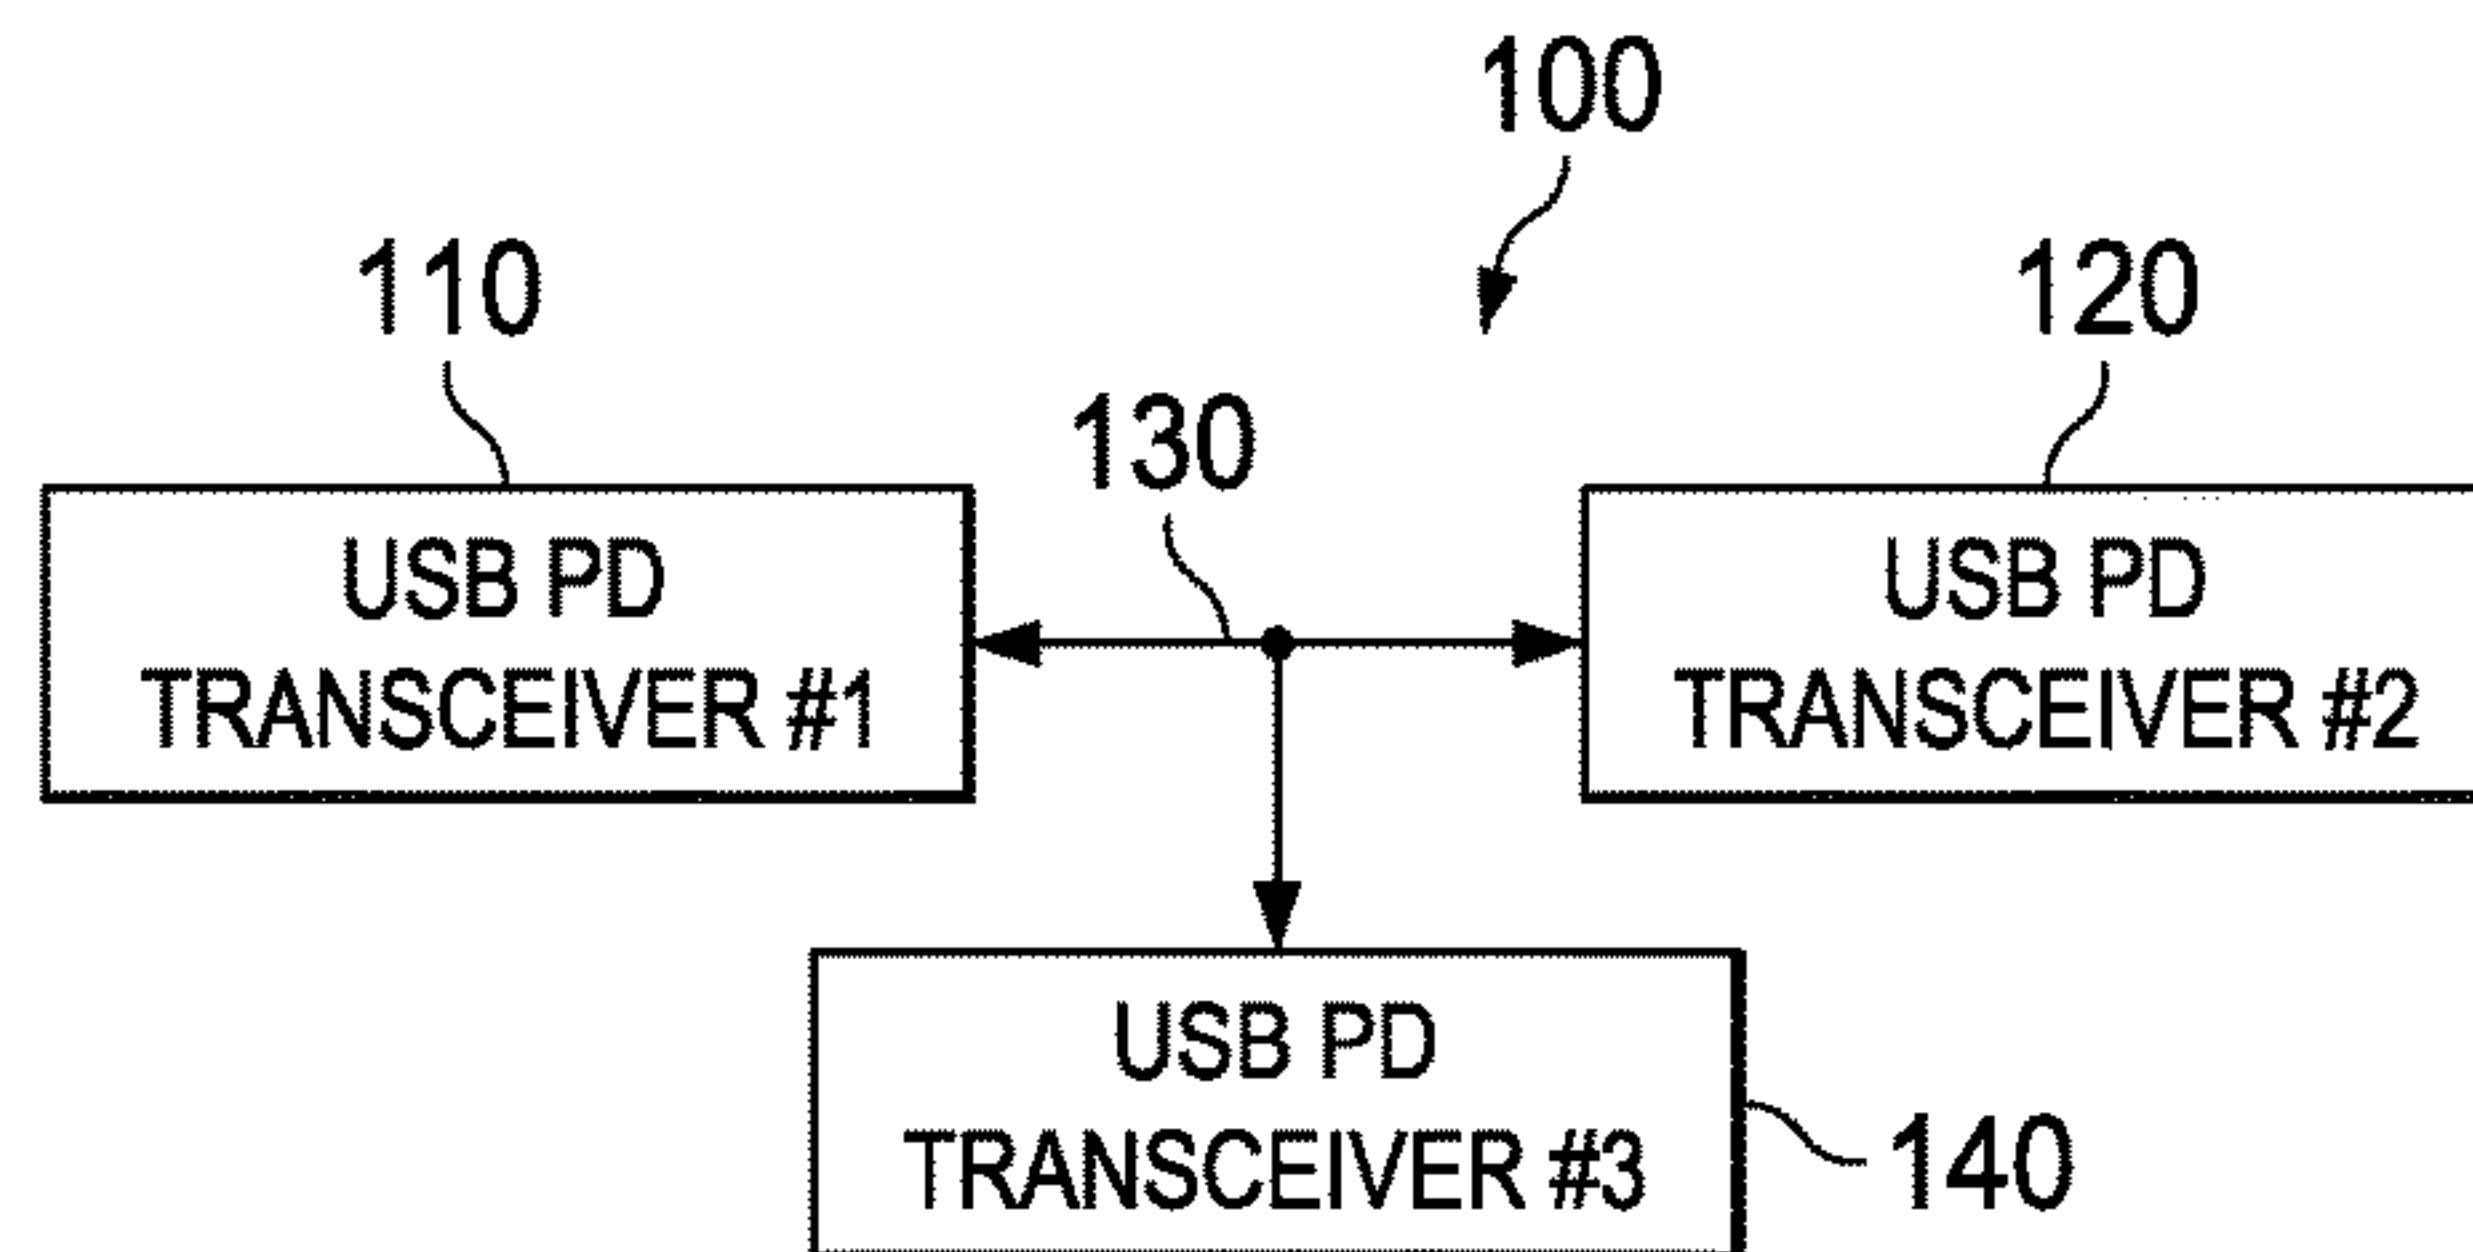 100
110
120
130
USB PD
TRANSCEIVER #1
USB PD
TRANSCEIVER #2
USB PD
TRANSCEIVER #3
140